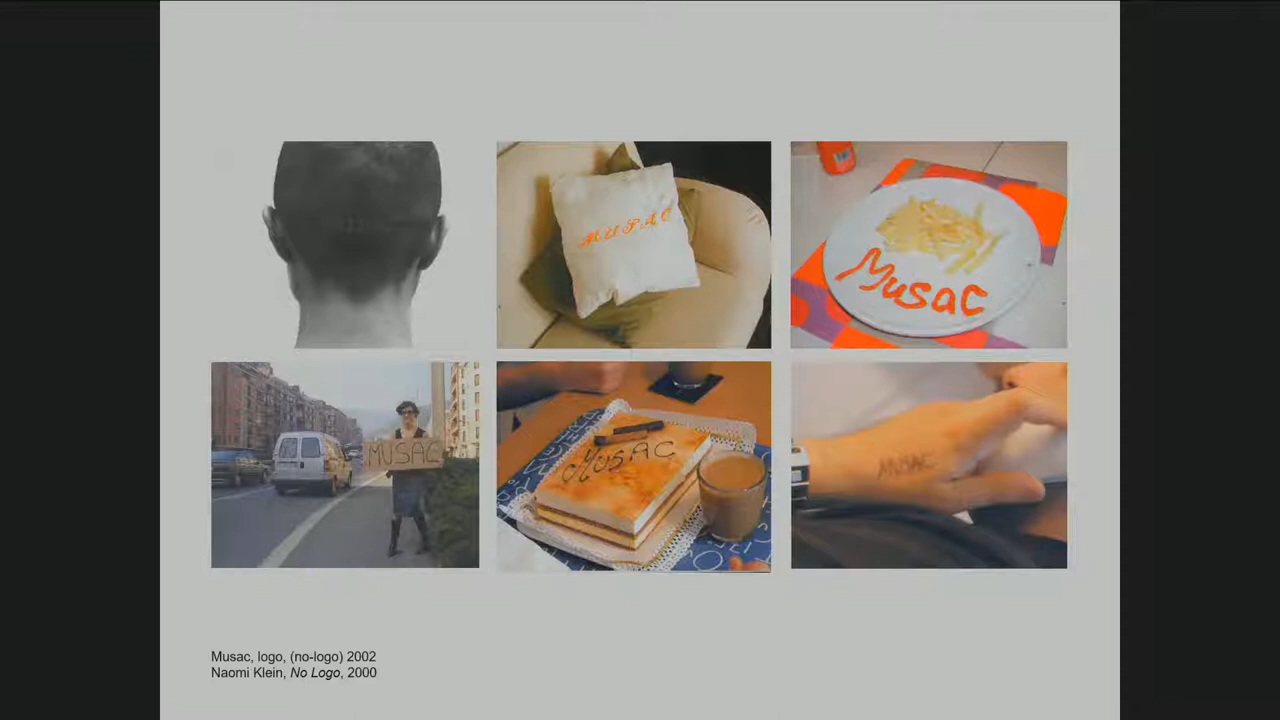 MUSAC
Musac
MUSAC
MUSAC
MUSAC
Musac, logo, (no-logo) 2002
Naomi Klein, No Logo, 2000